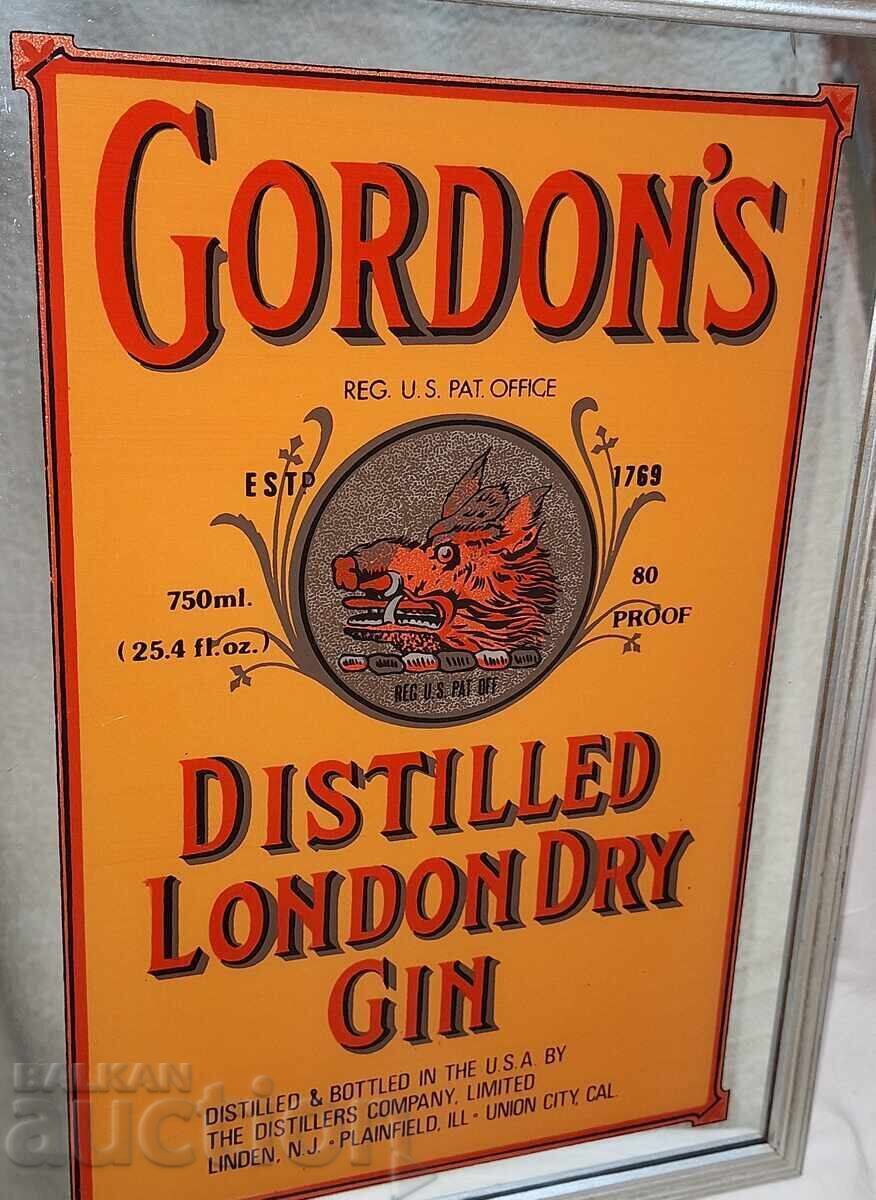 GORDON'S
REG. U.S. PAT. OFFICE
ESTD 1769
750ml. 80
(25.4 fl.oz.) PROOF
REG U.S. PAT OFF
DISTILLED
LONDON DRY
GIN
DISTILLED & BOTTLED IN THE U.S.A. BY
THE DISTILLERS COMPANY, LIMITED
LINDEN, N.J. • PLAINFIELD, ILL • UNION CITY, CAL.
BALKAN
auction